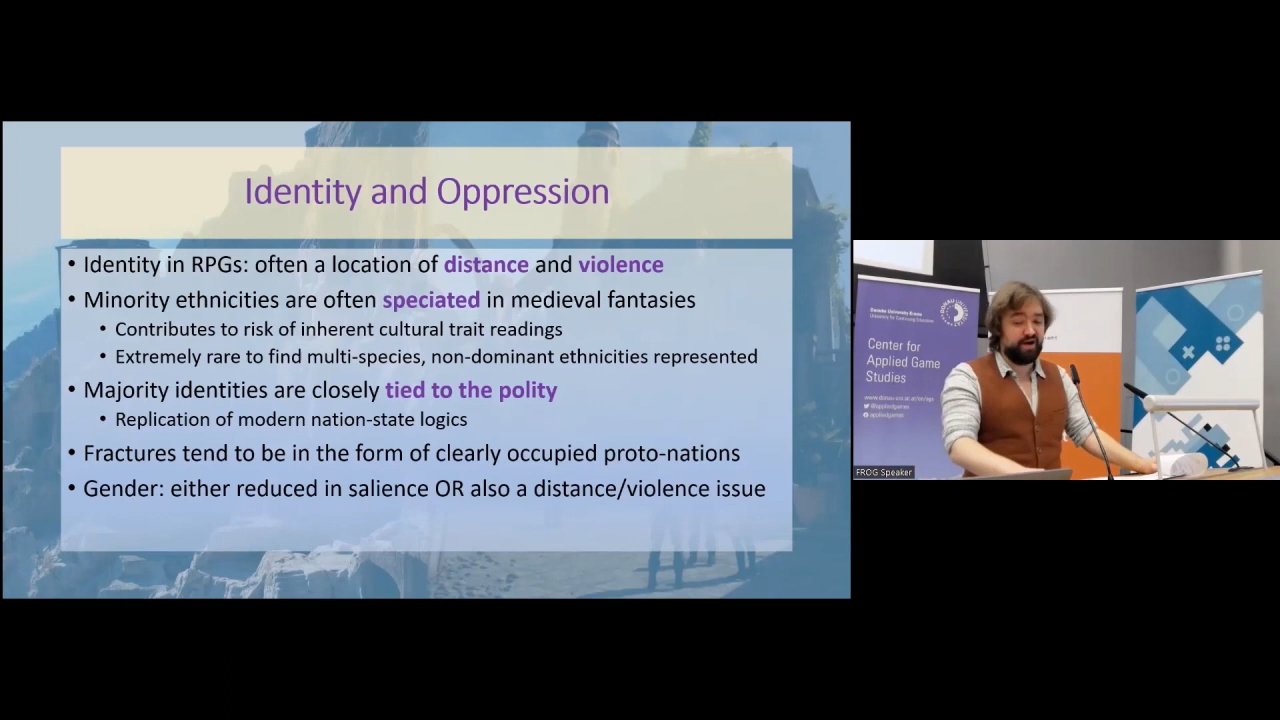 Identity and Oppression
• Identity in RPGs: often a location of distance and violence
• Minority ethnicities are often speciated in medieval fantasies
• Contributes to risk of inherent cultural trait readings
• Extremely rare to find multi-species, non-dominant ethnicities represented
• Majority identities are closely tied to the polity
• Replication of modern nation-state logics
• Fractures tend to be in the form of clearly occupied proto-nations
• Gender: either reduced in salience OR also a distance/violence issue
Center for
Applied Game
Studies
FROG Speaker